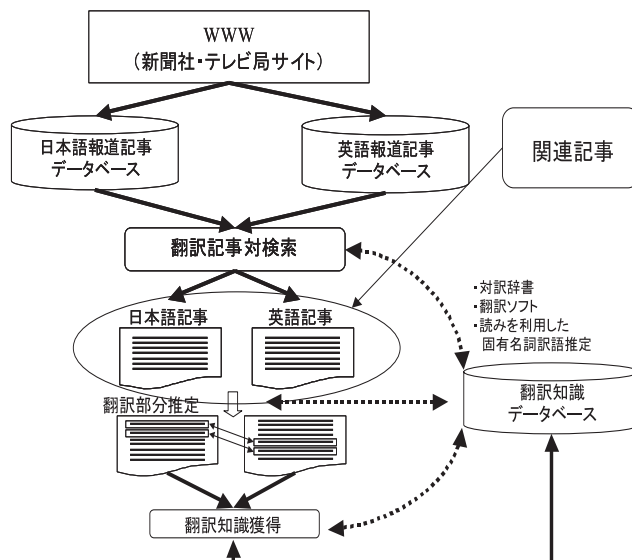 WWW
(新聞社・テレビ局サイト)
日本語報道記事
データベース
英語報道記事
データベース
関連記事
翻訳記事対検索
日本語記事
英語記事
・対訳辞書
・翻訳ソフト
・読みを利用した
固有名詞訳語推定
翻訳知識
データベース
翻訳部分推定
翻訳知識獲得